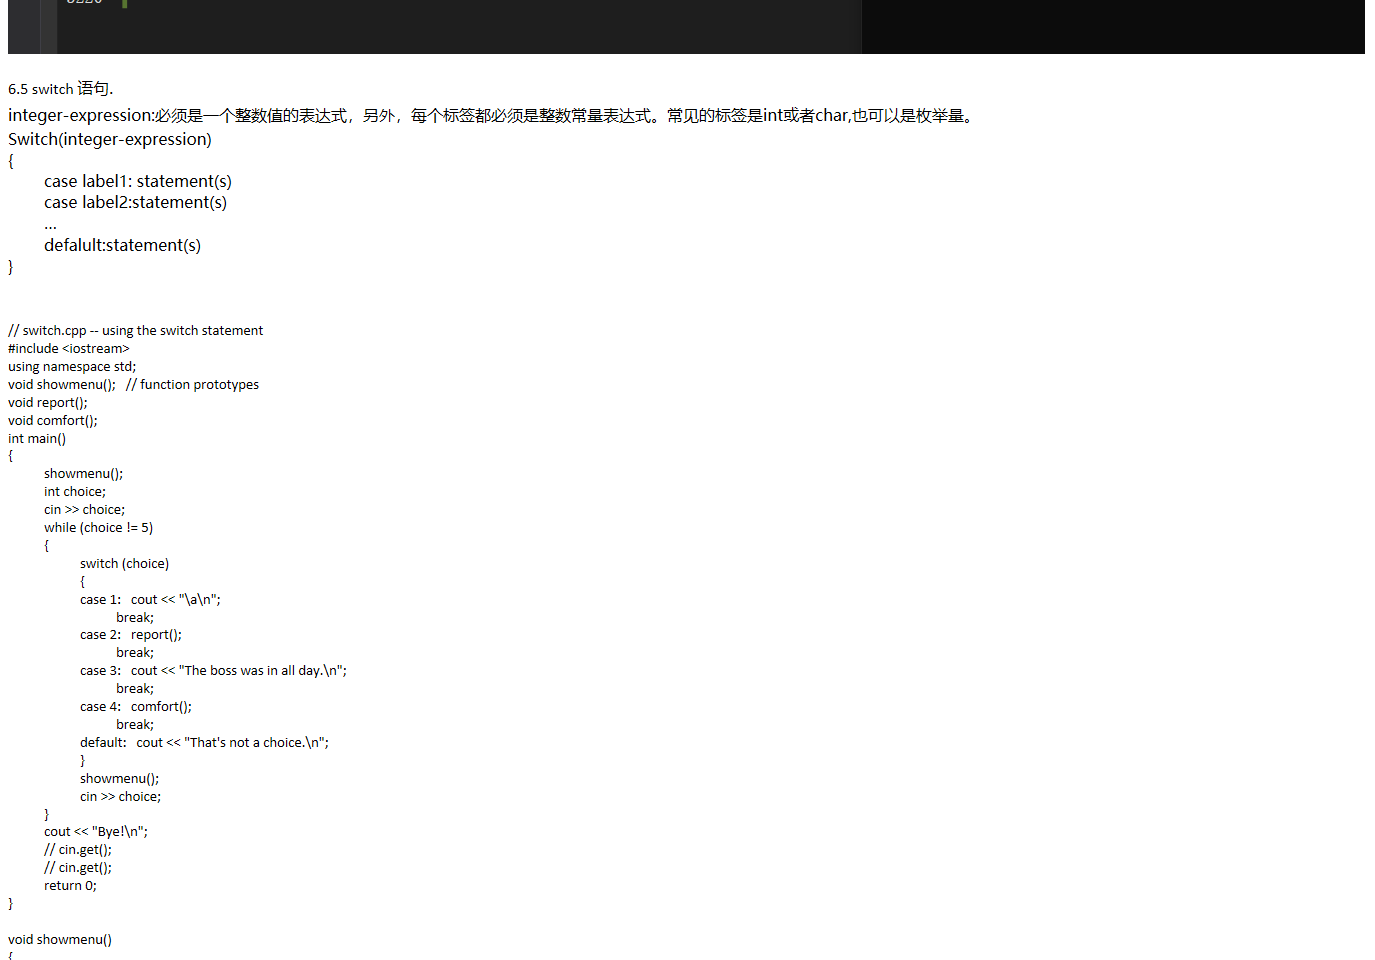 6.5 switch 语句.
integer-expression:必须是一个整数值的表达式，另外，每个标签都必须是整数常量表达式。常见的标签是int或者char,也可以是枚举量。
Switch(integer-expression)
{
case label1: statement(s)
case label2:statement(s)
...
defalult:statement(s)
}
// switch.cpp -- using the switch statement
#include <iostream>
using namespace std;
void showmenu();   // function prototypes
void report();
void comfort();
int main()
{
showmenu();
int choice;
cin >> choice;
while (choice != 5)
{
switch (choice)
{
case 1:   cout << "\a\n";
break;
case 2:   report();
break;
case 3:   cout << "The boss was in all day.\n";
break;
case 4:   comfort();
break;
default:   cout << "That's not a choice.\n";
}
showmenu();
cin >> choice;
}
cout << "Bye!\n";
// cin.get();
// cin.get();
return 0;
}
void showmenu()
{